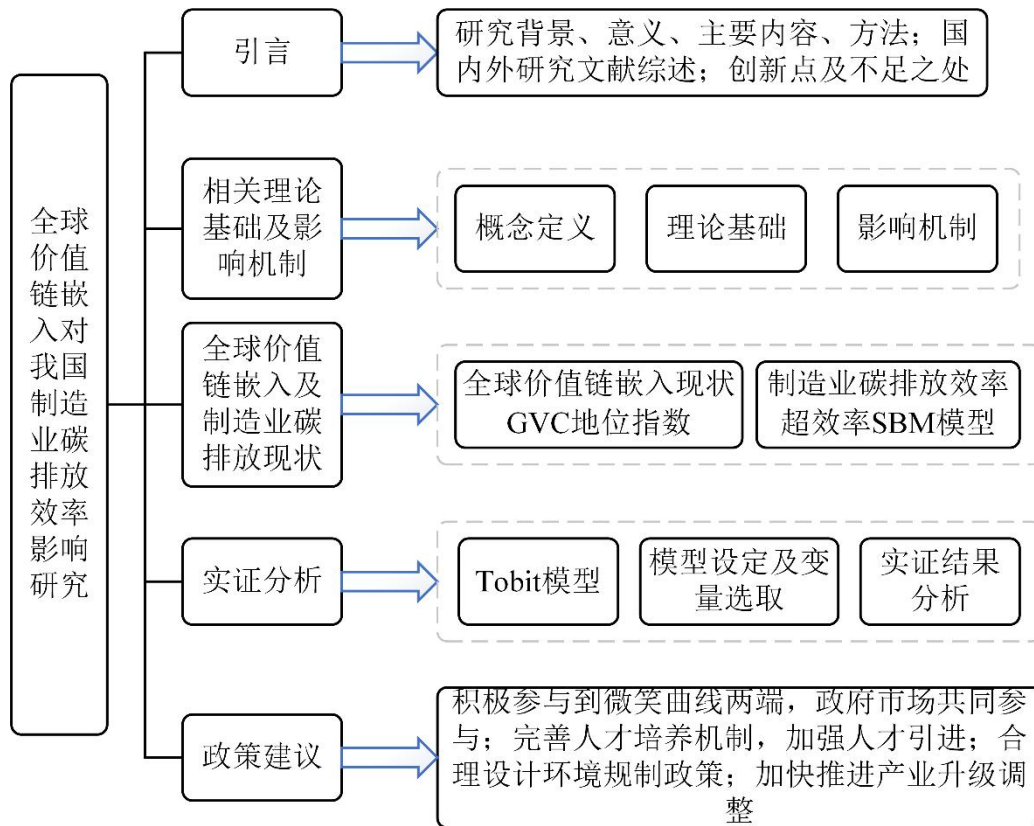 全球
价值
链嵌
入对
我国
制造
业碳
排放
效率
影响
研究
引言
研究背景、意义、主要内容、方法；国
内外研究文献综述；创新点及不足之处
相关理论
基础及影
响机制
概念定义
理论基础
影响机制
全球价值
链嵌入及
制造业碳
排放现状
全球价值链嵌入现状
GVC地位指数
制造业碳排放效率
超效率SBM模型
实证分析
Tobit模型
模型设定及变
量选取
实证结果
分析
政策建议
积极参与到微笑曲线两端，政府市场共同参
与；完善人才培养机制，加强人才引进；合
理设计环境规制政策；加快推进产业升级调
整